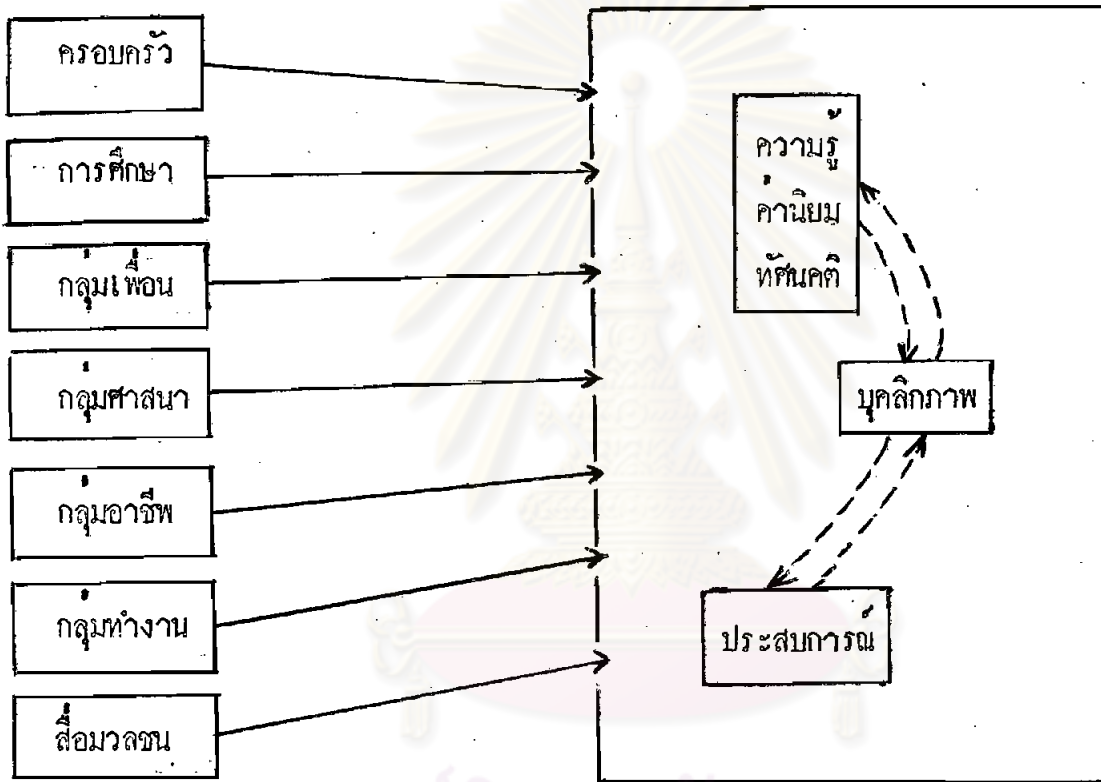 ครอบครัว
การศึกษา
กลุ่มเพื่อน
กลุ่มศาสนา
กลุ่มอาชีพ
กลุ่มทำงาน
สื่อมวลชน
ความรู้
ค่านิยม
ทัศนคติ
บุคลิกภาพ
ประสบการณ์